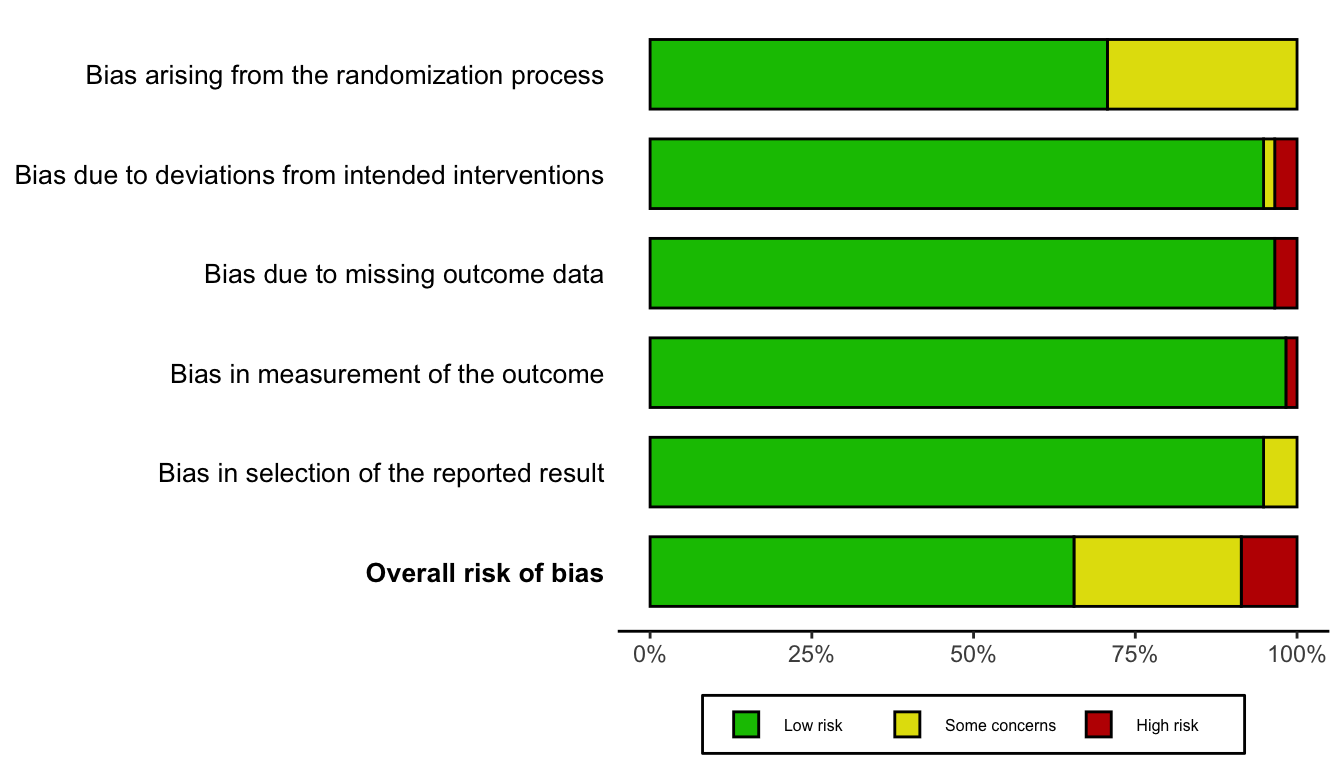 Bias arising from the randomization process
Bias due to deviations from intended interventions
Bias due to missing outcome data
Bias in measurement of the outcome
Bias in selection of the reported result
Overall risk of bias
0% 25% 50% 75% 100%
Low risk Some concerns High risk